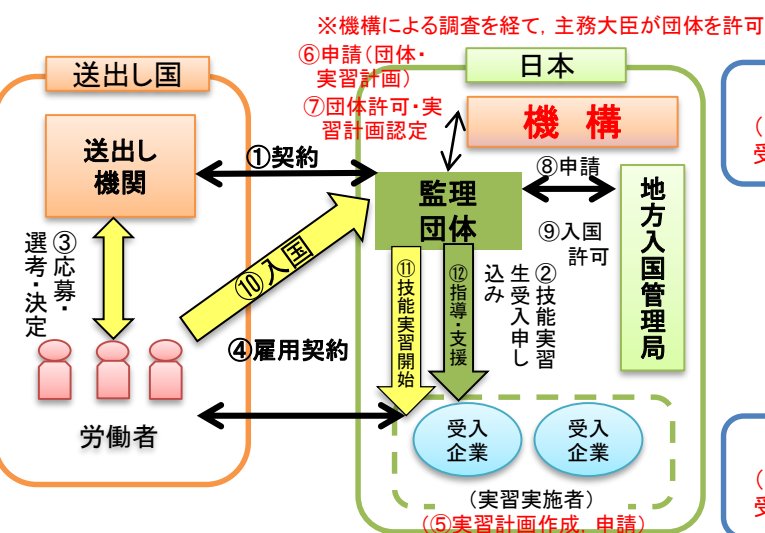 ※機構による調査を経て，主務大臣が団体を許可
⑥申請（団体・
実習計画）
⑦団体許可・実
習計画認定
送出し国
日本
送出し
機関
機　構
①契約
監理
団体
⑧申請
⑨入国
許可
地方入国管理局
③応募・
選考・決定
⑩入国
⑪技能実習開始
⑫指導・支援
②技能実習
生受入申し
込み
④雇用契約
労働者
受入
企業
受入
企業
（実習実施者）
（⑤実習計画作成，申請）
（
受
（
受